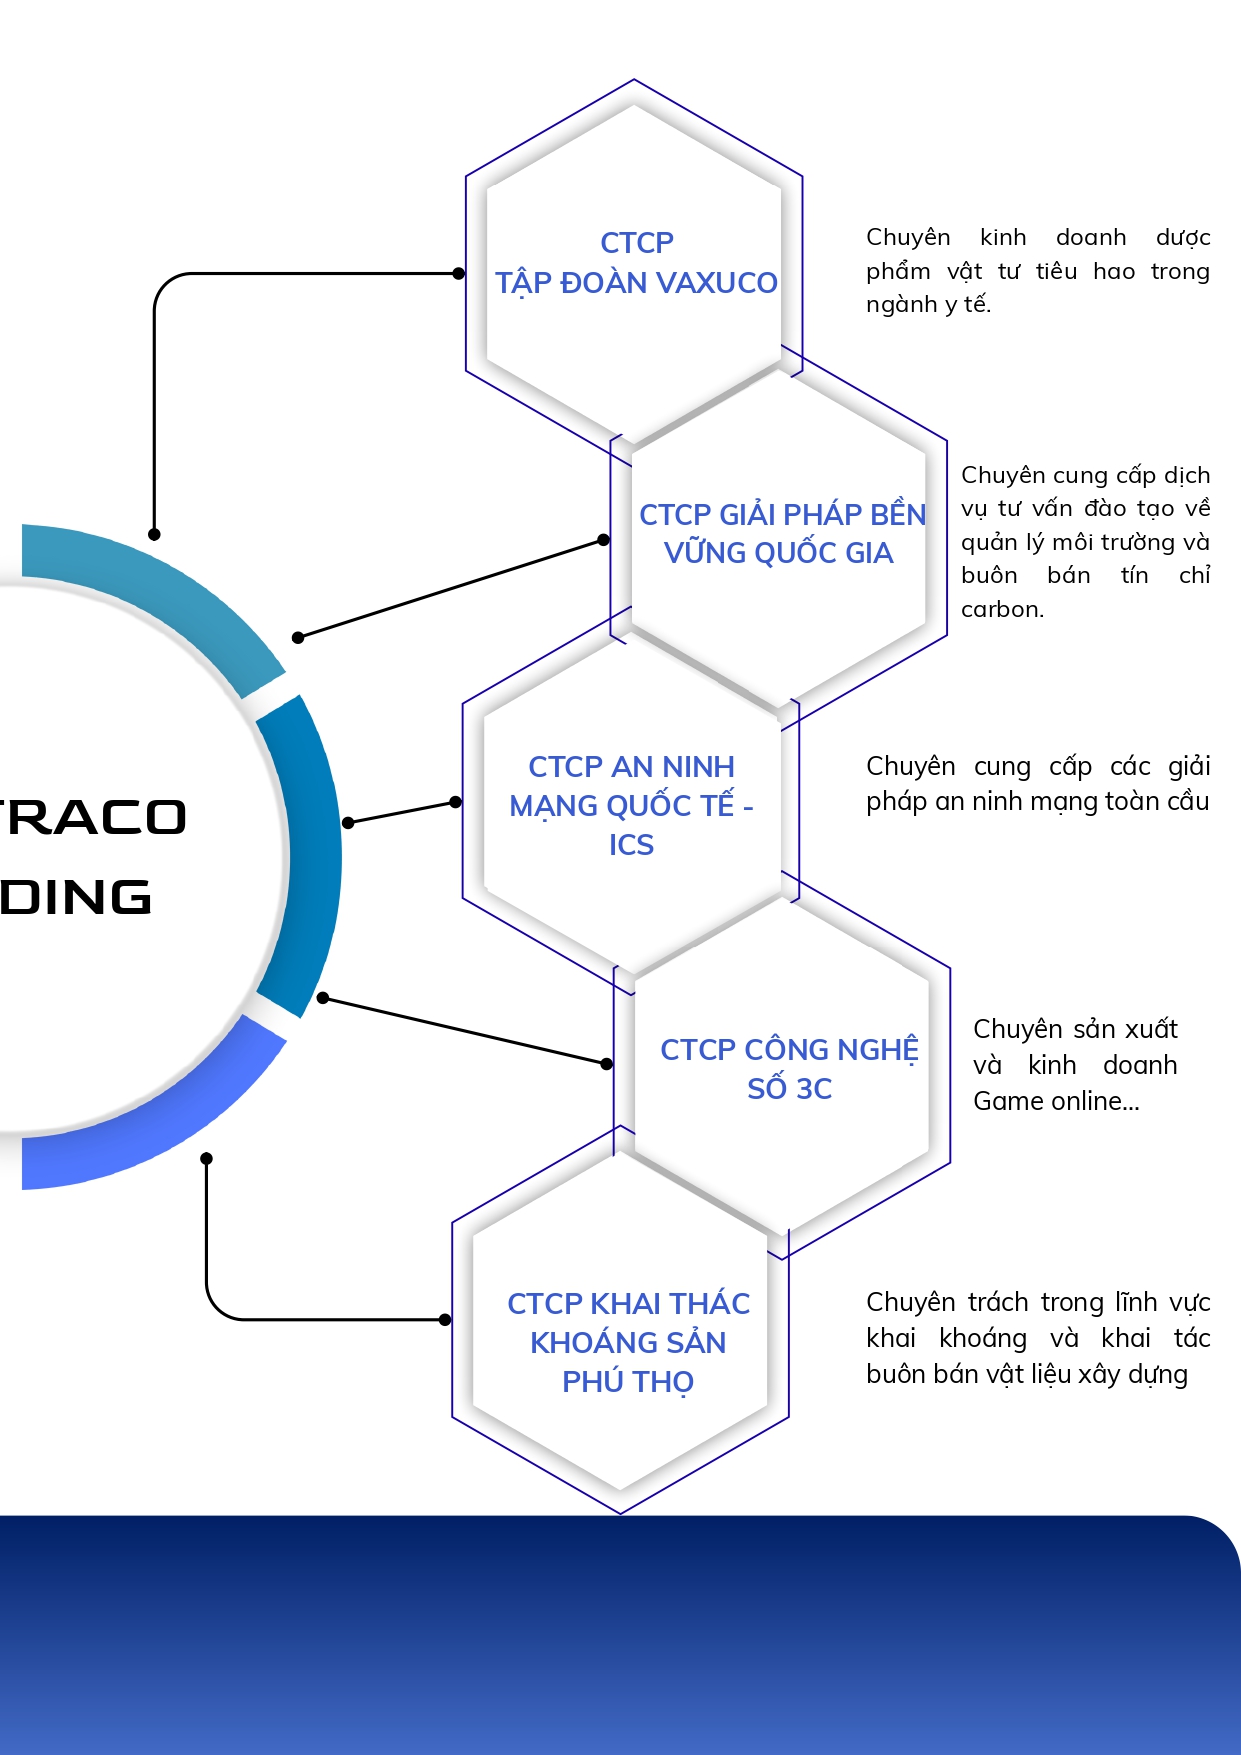 CTCP
TẬP ĐOÀN VAXUCO
Chuyên kinh doanh dược
phẩm vật tư tiêu hao trong
ngành y tế.
CTCP GIẢI PHÁP BỀN
VỮNG QUỐC GIA
Chuyên cung cấp dịch
vụ tư vấn đào tạo về
quản lý môi trường và
buôn bán tín chỉ
carbon.
TRACO
DING
CTCP AN NINH
MẠNG QUỐC TẾ -
ICS
Chuyên cung cấp các giải
pháp an ninh mạng toàn cầu
CTCP CÔNG NGHỆ
SỐ 3C
Chuyên sản xuất
và kinh doanh
Game online...
CTCP KHAI THÁC
KHOÁNG SẢN
PHÚ THỌ
Chuyên trách trong lĩnh vực
khai khoáng và khai tác
buôn bán vật liệu xây dựng